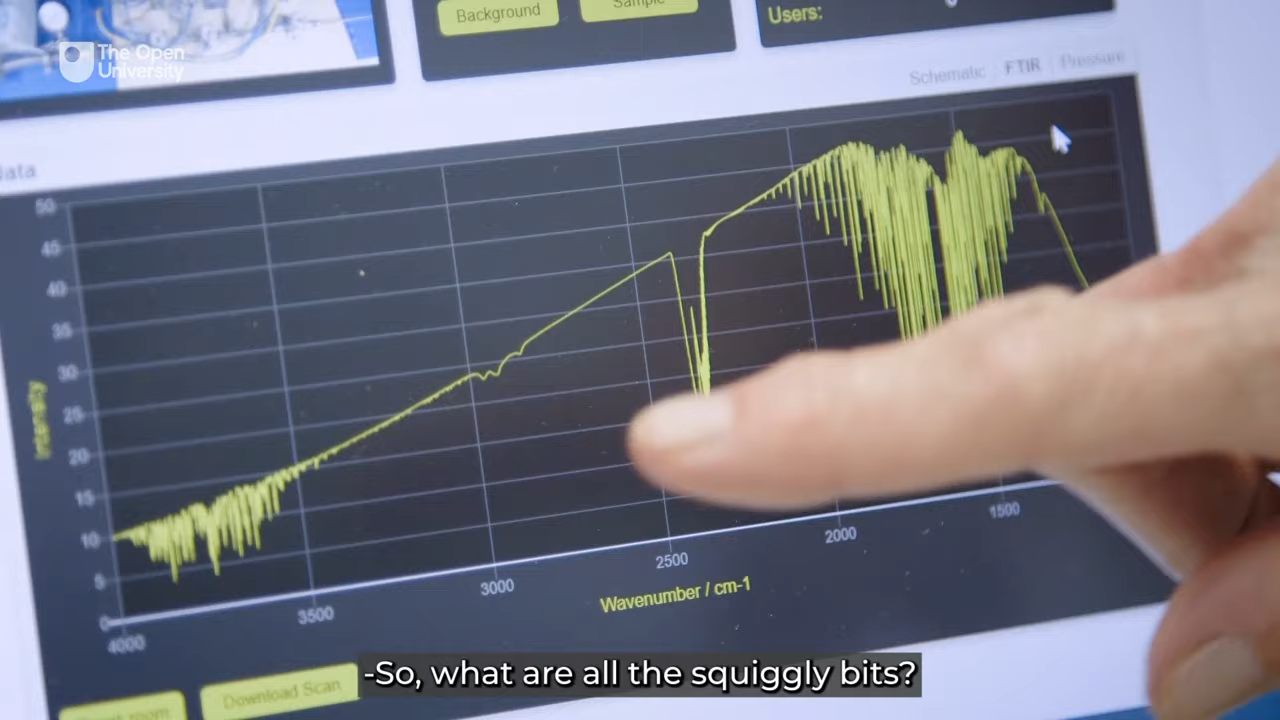 Background
Sample
Users:
The Open
University
Schematic
FTIR
Pressure
50
45
40
35
30
25
20
15
10
5
0
Intensity
4000
3500
3000
2500
2000
1500
Wavenumber / cm-1
Download Scan
-So, what are all the squiggly bits?